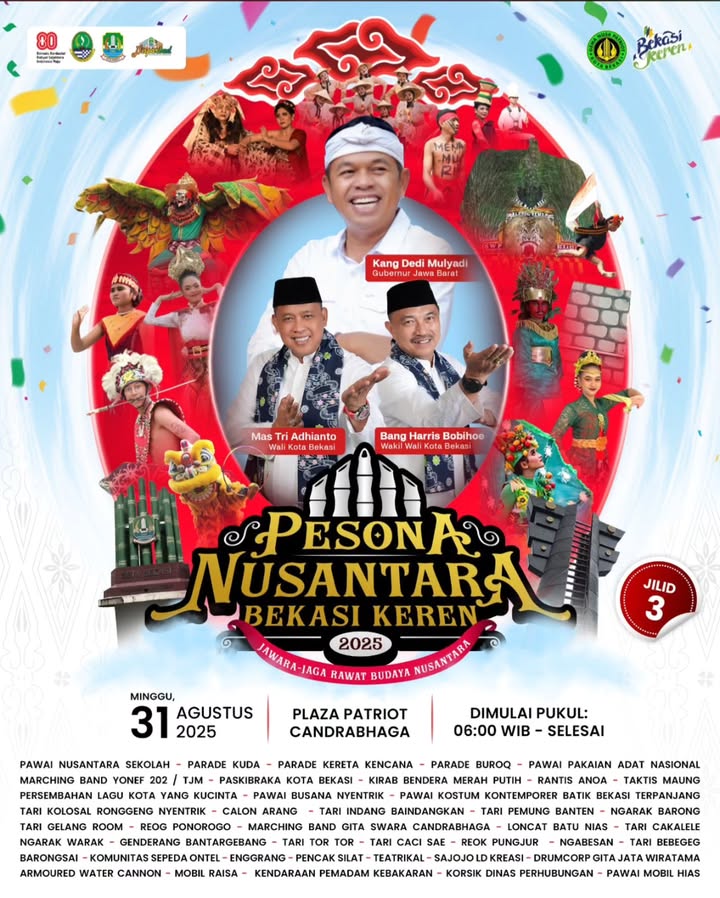 80
Bekasi
Keren
MENA
MU
RI
Kang Dedi Mulyadi
Gubernur Jawa Barat
Mas Tri Adhianto
Wali Kota Bekasi
Bang Harris Bobihoe
Wakil Wali Kota Bekasi
PESONA
NUSANTARA
BEKASI KEREN
2025
JAWARA-JAGA RAWAT BUDAYA NUSANTARA
JILID
3
MINGGU,
31 AGUSTUS
2025
PLAZA PATRIOT
CANDRABHAGA
DIMULAI PUKUL:
06:00 WIB - SELESAI
PAWAI NUSANTARA SEKOLAH - PARADE KUDA - PARADE KERETA KENCANA - PARADE BUROQ - PAWAI PAKAIAN ADAT NASIONAL
MARCHING BAND YONEF 202 / TJM - PASKIBRAKA KOTA BEKASI - KIRAB BENDERA MERAH PUTIH - RANTIS ANOA - TAKTIS MAUNG
PERSEMBAHAN LAGU KOTA YANG KUCINTA - PAWAI BUSANA NYENTRIK - PAWAI KOSTUM KONTEMPORER BATIK BEKASI TERPANJANG
TARI KOLOSAL RONGGENG NYENTRIK - CALON ARANG - TARI INDANG BAINDANGKAN - TARI PEMUNG BANTEN - NGARAK BARONG
TARI GELANG ROOM - REOG PONOROGO - MARCHING BAND GITA SWARA CANDRABHAGA - LONCAT BATU NIAS - TARI CAKALELE
NGARAK WARAK - GENDERANG BANTARGEBANG - TARI TOR TOR - TARI CACI SAE - REOK PUNGJUR - NGABESAN - TARI BEBEGEG
BARONGSAI - KOMUNITAS SEPEDA ONTEL - ENGGRANG - PENCAK SILAT - TEATRIKAL - SAJOJO LD KREASI - DRUMCORP GITA JATA WIRATAMA
ARMOURED WATER CANNON - MOBIL RAISA - KENDARAAN PEMADAM KEBAKARAN - KORSIK DINAS PERHUBUNGAN - PAWAI MOBIL HIAS